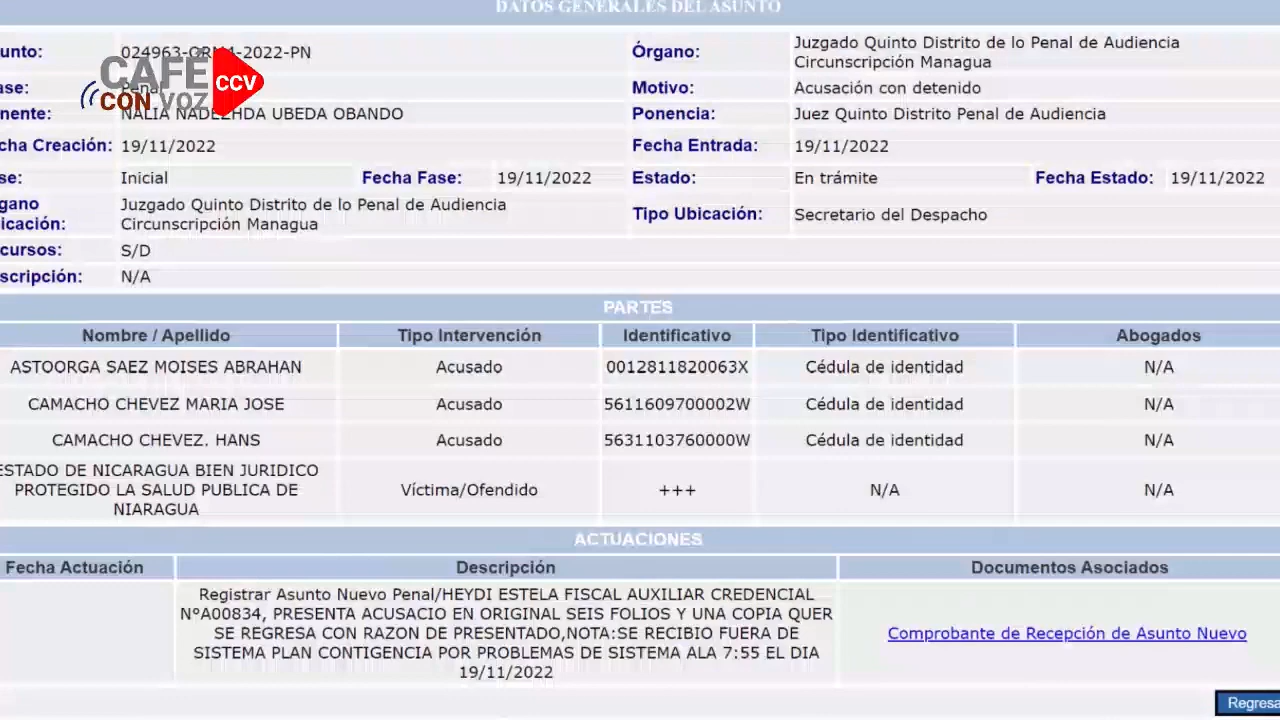 DATOS GENERALES DEL ASUNTO
unto: 024963-ORM4-2022-PN Órgano: Juzgado Quinto Distrito de lo Penal de Audiencia
Circunscripción Managua
CAFE CCV
CON VOZ
ase: Penal Motivo: Acusación con detenido
nente: NALIA NADEZHDA UBEDA OBANDO Ponencia: Juez Quinto Distrito Penal de Audiencia
cha Creación: 19/11/2022 Fecha Entrada: 19/11/2022
se: Inicial Fecha Fase: 19/11/2022 Estado: En trámite Fecha Estado: 19/11/2022
gano
icación: Juzgado Quinto Distrito de lo Penal de Audiencia
Circunscripción Managua Tipo Ubicación: Secretario del Despacho
cursos: S/D
scripción: N/A
PARTES
Nombre / Apellido Tipo Intervención Identificativo Tipo Identificativo Abogados
ASTOORGA SAEZ MOISES ABRAHAN Acusado 0012811820063X Cédula de identidad N/A
CAMACHO CHEVEZ MARIA JOSE Acusado 5611609700002W Cédula de identidad N/A
CAMACHO CHEVEZ. HANS Acusado 5631103760000W Cédula de identidad N/A
ESTADO DE NICARAGUA BIEN JURIDICO
PROTEGIDO LA SALUD PUBLICA DE
NIARAGUA Víctima/Ofendido +++ N/A N/A
ACTUACIONES
Fecha Actuación Descripción Documentos Asociados
Registrar Asunto Nuevo Penal/HEYDI ESTELA FISCAL AUXILIAR CREDENCIAL
N°A00834, PRESENTA ACUSACIO EN ORIGINAL SEIS FOLIOS Y UNA COPIA QUER
SE REGRESA CON RAZON DE PRESENTADO,NOTA:SE RECIBIO FUERA DE
SISTEMA PLAN CONTIGENCIA POR PROBLEMAS DE SISTEMA ALA 7:55 EL DIA
19/11/2022
Comprobante de Recepción de Asunto Nuevo
Regresa